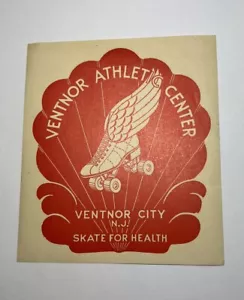 VENTNOR ATHLETIC CENTER
VENTNOR CITY
N.J.
SKATE FOR HEALTH